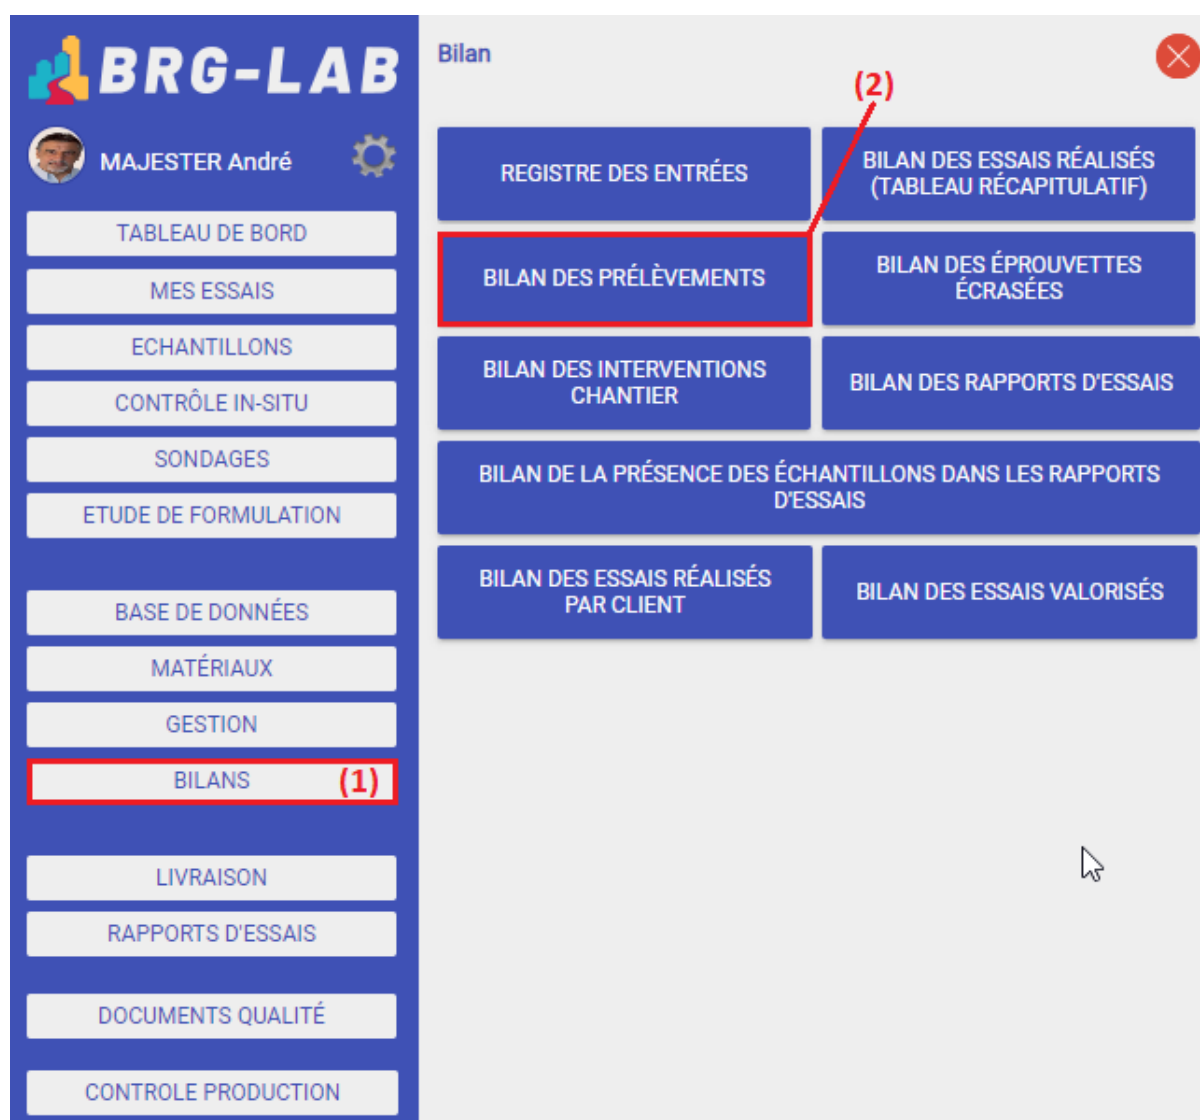 BRG-LAB
MAJESTER André
TABLEAU DE BORD
MES ESSAIS
ECHANTILLONS
CONTRÔLE IN-SITU
SONDAGES
ETUDE DE FORMULATION
BASE DE DONNÉES
MATÉRIAUX
GESTION
BILANS (1)
LIVRAISON
RAPPORTS D'ESSAIS
DOCUMENTS QUALITÉ
CONTROLE PRODUCTION
Bilan
(2)
REGISTRE DES ENTRÉES
BILAN DES ESSAIS RÉALISÉS
(TABLEAU RÉCAPITULATIF)
BILAN DES PRÉLÈVEMENTS
BILAN DES ÉPROUVETTES
ÉCRASÉES
BILAN DES INTERVENTIONS
CHANTIER
BILAN DES RAPPORTS D'ESSAIS
BILAN DE LA PRÉSENCE DES ÉCHANTILLONS DANS LES RAPPORTS
D'ESSAIS
BILAN DES ESSAIS RÉALISÉS
PAR CLIENT
BILAN DES ESSAIS VALORISÉS